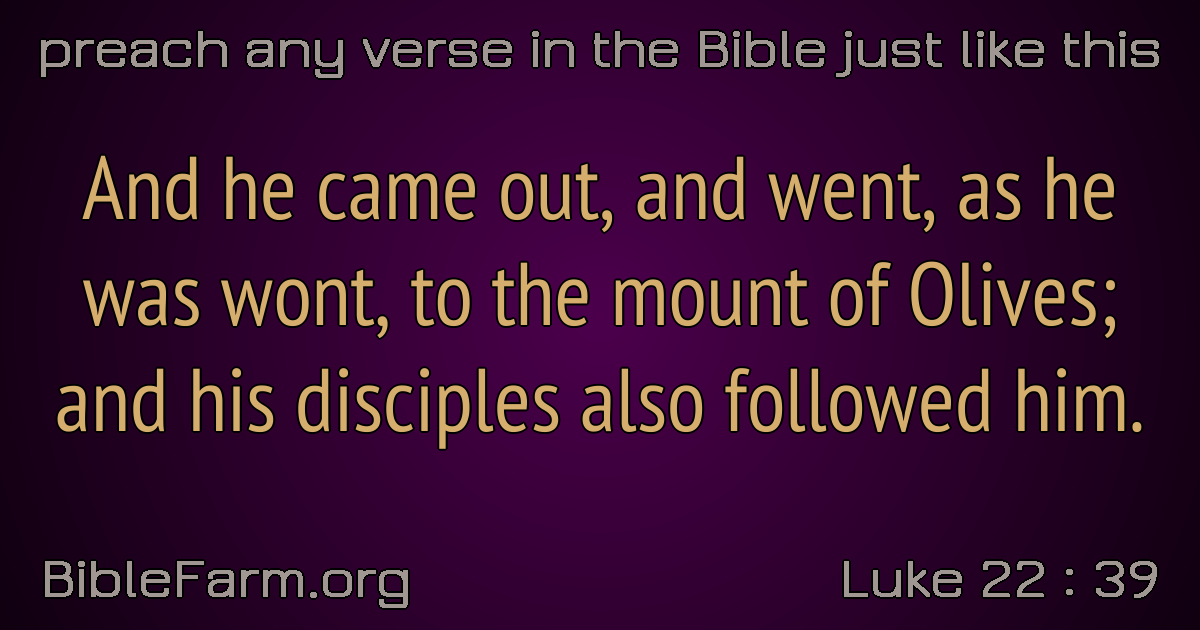 preach any verse in the Bible just like this
And he came out, and went, as he
was wont, to the mount of Olives;
and his disciples also followed him.
BibleFarm.org
Luke 22 : 39